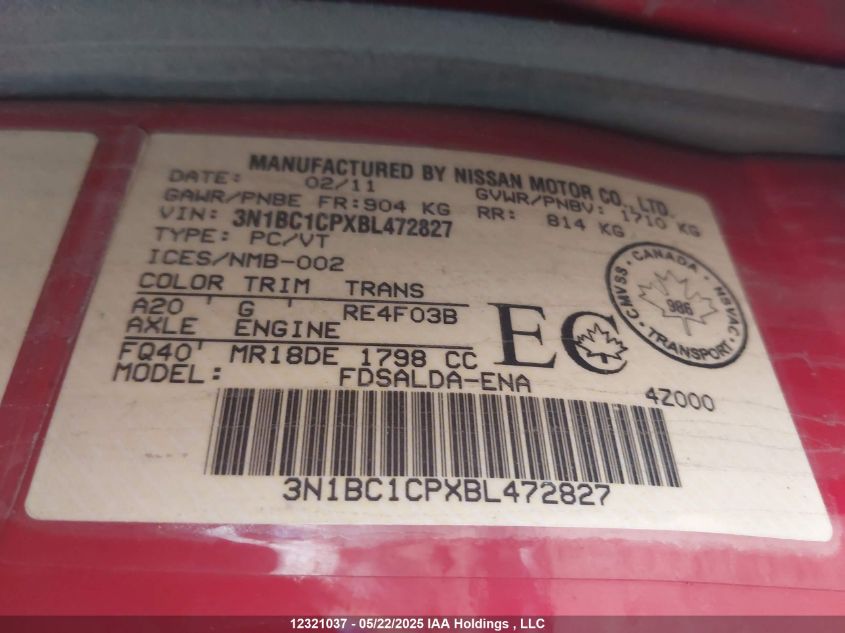 MANUFACTURED BY NISSAN MOTOR CO., LTD.
DATE: 02/11 GVWR/PNBV: 1710 KG
GAWR/PNBE FR:904 KG RR: 814 KG
VIN: 3N1BC1CPXBL472827
TYPE: PC/VT
ICES/NMB-002
COLOR TRIM TRANS
A20 ' G ' RE4F03B
AXLE ENGINE
FQ40' MR18DE 1798 CC
MODEL: FDSALDA-ENA
4Z000
EC
CANADA · NSVAC · TRANSPORT · CMVSS ·
986
3N1BC1CPXBL472827
12321037 - 05/22/2025 IAA Holdings , LLC